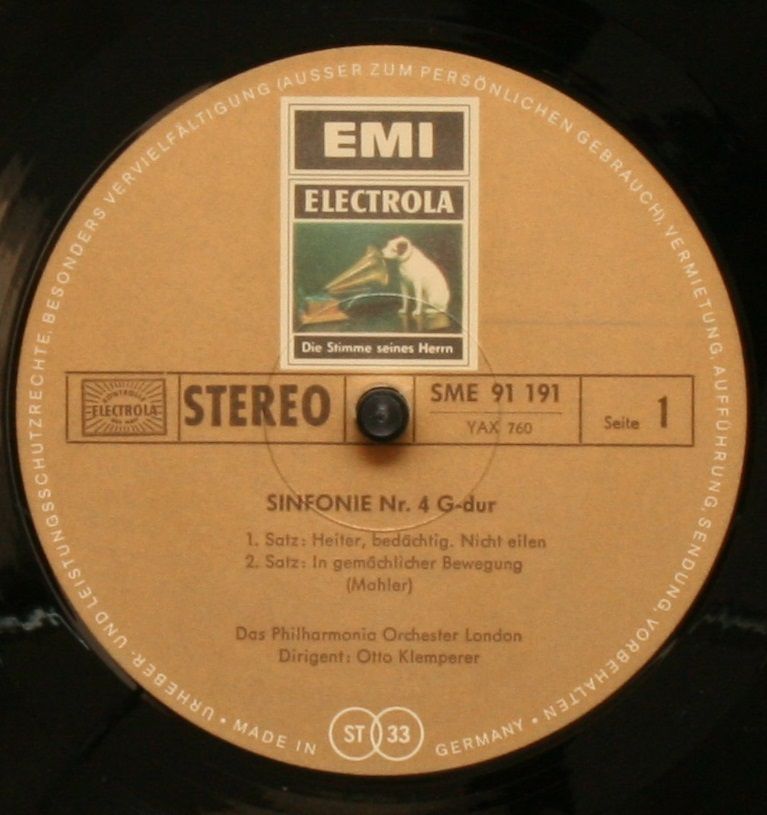 URHEBER- UND LEISTUNGSSCHUTZRECHTE, BESONDERS VERVIELFÄLTIGUNG (AUSSER ZUM PERSÖNLICHEN GEBRAUCH), VERMIETUNG, AUFFÜHRUNG, SENDUNG, VORBEHALTEN
EMI
ELECTROLA
Die Stimme seines Herrn
ELECTROLA
STEREO
SME 91 191
YAX 760
Seite 1
SINFONIE Nr. 4 G-dur
1. Satz: Heiter, bedächtig. Nicht eilen
2. Satz: In gemächlicher Bewegung
(Mahler)
Das Philharmonia Orchester London
Dirigent: Otto Klemperer
• MADE IN ST 33 GERMANY •